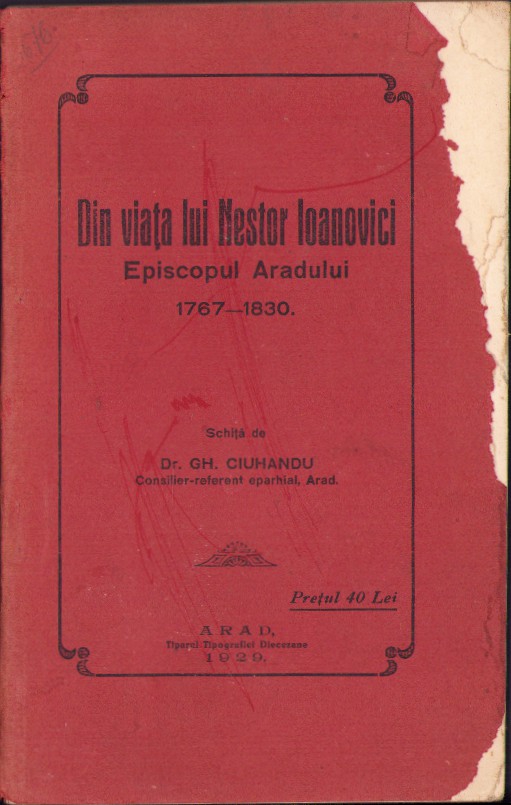 Din viața lui Nestor Ioanovici
Episcopul Aradului
1767—1830.
Schiță de
Dr. GH. CIUHANDU
Consilier-referent eparhial, Arad.
Prețul 40 Lei
ARAD,
Tiparul Tipografiei Diecezane
1929.